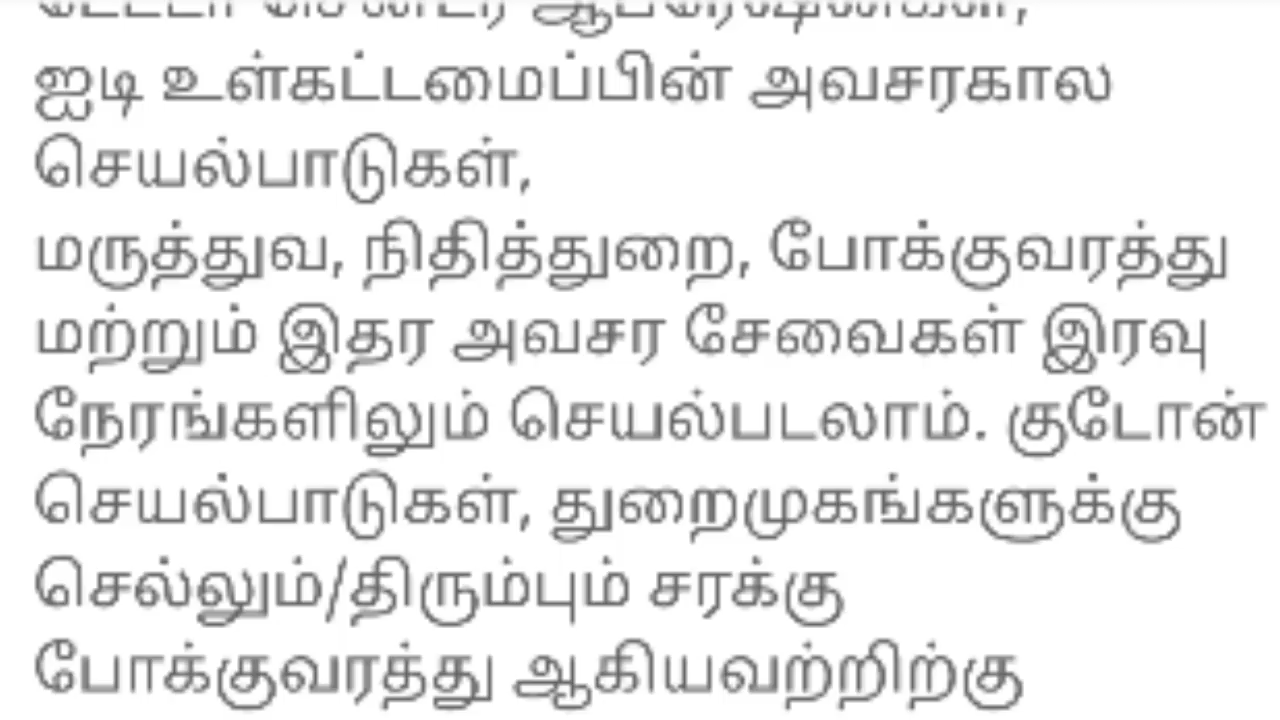 ஐடி உள்கட்டமைப்பின் அவசரகால
செயல்பாடுகள்,
மருத்துவ, நிதித்துறை, போக்குவரத்து
மற்றும் இதர அவசர சேவைகள் இரவு
நேரங்களிலும் செயல்படலாம். குடோன்
செயல்பாடுகள், துறைமுகங்களுக்கு
செல்லும்/திரும்பும் சரக்கு
போக்குவரத்து ஆகியவற்றிற்கு